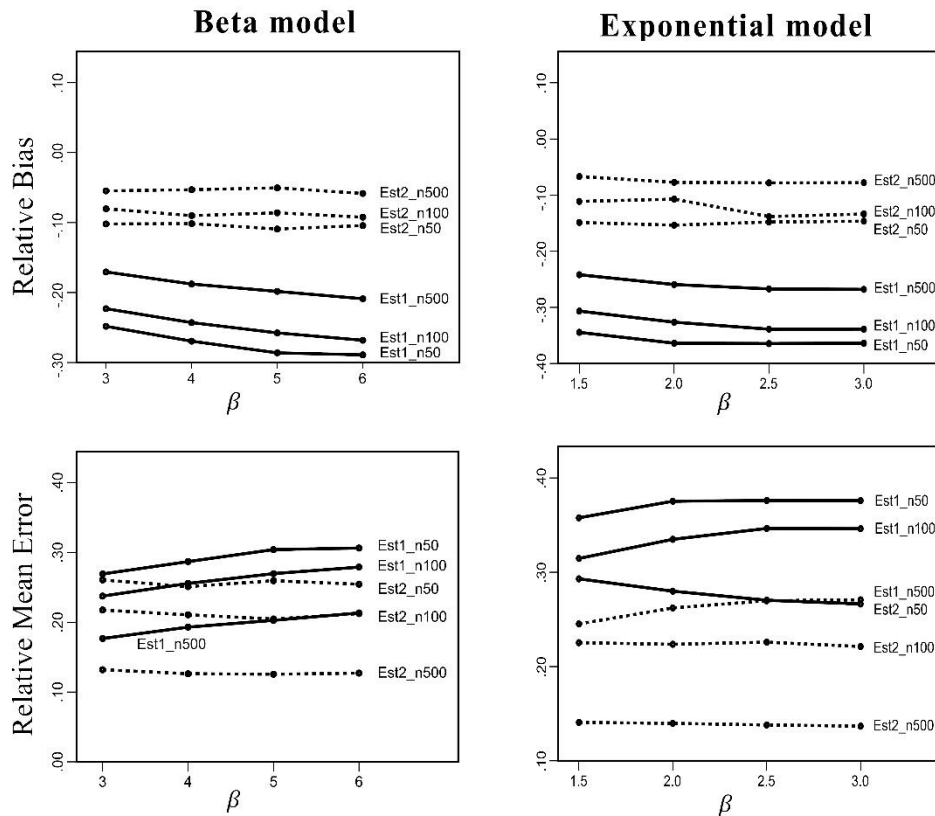 Beta model
Exponential model
Relative Bias
.10
.00
-.10
-.20
-.30
Est2_n500
Est2_n100
Est2_n50
Est1_n500
Est1_n100
Est1_n50
3
4
5
6
β
.10
.00
-.10
-.20
-.30
-.40
Est2_n500
Est2_n100
Est2_n50
Est1_n500
Est1_n100
Est1_n50
1.5
2.0
2.5
3.0
β
Relative Mean Error
.40
.30
.20
.10
.00
Est1_n50
Est1_n100
Est2_n50
Est2_n100
Est1_n500
Est2_n500
3
4
5
6
β
.40
.30
.20
.10
Est1_n50
Est1_n100
Est1_n500
Est2_n50
Est2_n100
Est2_n500
1.5
2.0
2.5
3.0
β